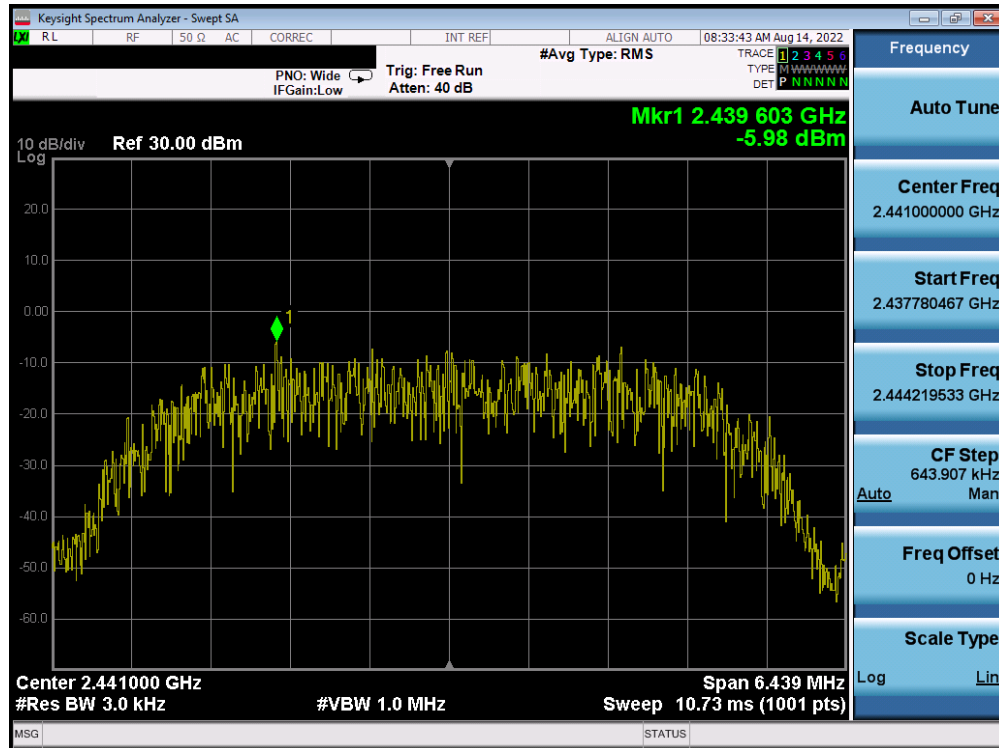 Keysight Spectrum Analyzer - Swept SA
LXI RL RF 50 Ω AC CORREC INT REF ALIGN AUTO 08:33:43 AM Aug 14, 2022
#Avg Type: RMS
TRACE 1 2 3 4 5 6
PNO: Wide Trig: Free Run
TYPE M W W W W W
IFGain:Low Atten: 40 dB
DET P N N N N N
Mkr1 2.439 603 GHz
-5.98 dBm
10 dB/div Ref 30.00 dBm
Log
20.0
10.0
0.00
1
-10.0
-20.0
-30.0
-40.0
-50.0
-60.0
Center 2.441000 GHz Span 6.439 MHz
#Res BW 3.0 kHz #VBW 1.0 MHz Sweep 10.73 ms (1001 pts)
MSG STATUS
Frequency
Auto Tune
Center Freq
2.441000000 GHz
Start Freq
2.437780467 GHz
Stop Freq
2.444219533 GHz
CF Step
643.907 kHz
Auto Man
Freq Offset
0 Hz
Scale Type
Log Lin